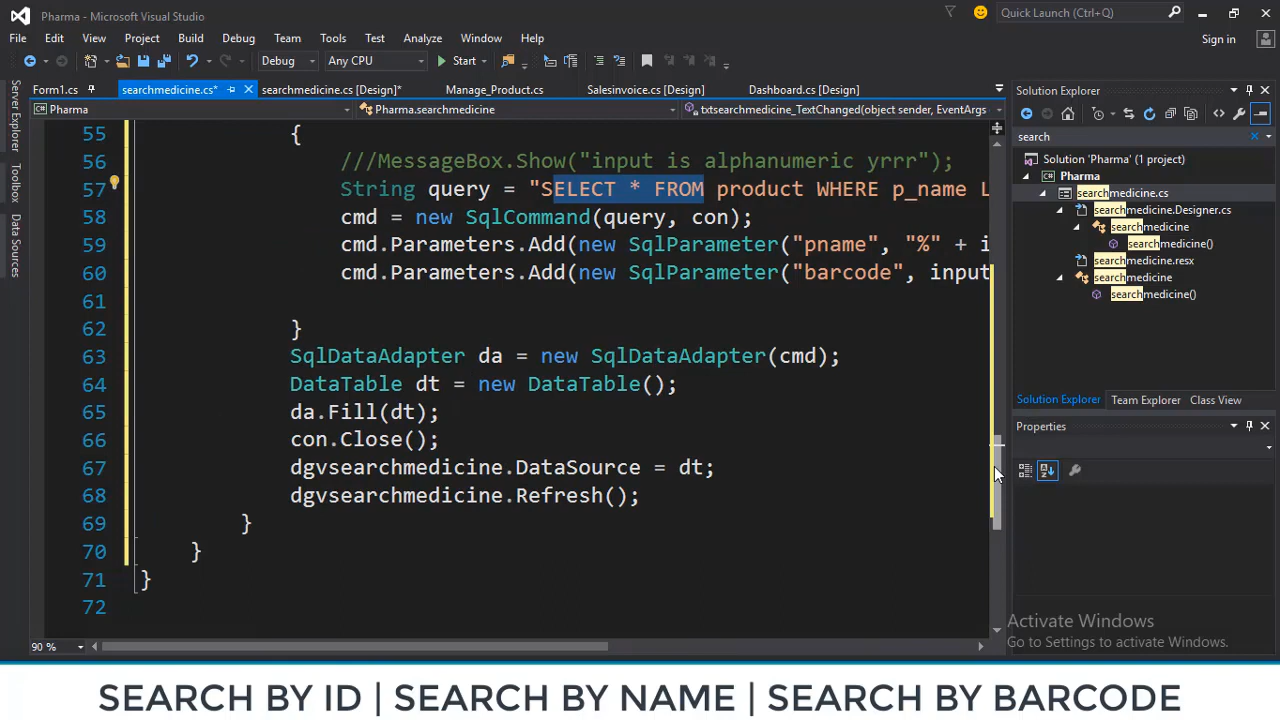 Pharma - Microsoft Visual Studio
Quick Launch (Ctrl+Q)
File Edit View Project Build Debug Team Tools Test Analyze Window Help
Sign in
Debug Any CPU Start
Server Explorer
Toolbox
Data Sources
Form1.cs searchmedicine.cs* searchmedicine.cs [Design]* Manage_Product.cs Salesinvoice.cs [Design] Dashboard.cs [Design]
Pharma Pharma.searchmedicine txtsearchmedicine_TextChanged(object sender, EventArgs
55 {
56 ///MessageBox.Show("input is alphanumeric yrrr");
57 String query = "SELECT * FROM product WHERE p_name L
58 cmd = new SqlCommand(query, con);
59 cmd.Parameters.Add(new SqlParameter("pname", "%" + i
60 cmd.Parameters.Add(new SqlParameter("barcode", input
61
62 }
63 SqlDataAdapter da = new SqlDataAdapter(cmd);
64 DataTable dt = new DataTable();
65 da.Fill(dt);
66 con.Close();
67 dgvsearchmedicine.DataSource = dt;
68 dgvsearchmedicine.Refresh();
69 }
70 }
71 }
72
90 %
Solution Explorer
search
Solution 'Pharma' (1 project)
Pharma
searchmedicine.cs
searchmedicine.Designer.cs
searchmedicine
searchmedicine()
searchmedicine.resx
searchmedicine
searchmedicine()
Solution Explorer Team Explorer Class View
Properties
Activate Windows
Go to Settings to activate Windows.
SEARCH BY ID | SEARCH BY NAME | SEARCH BY BARCODE